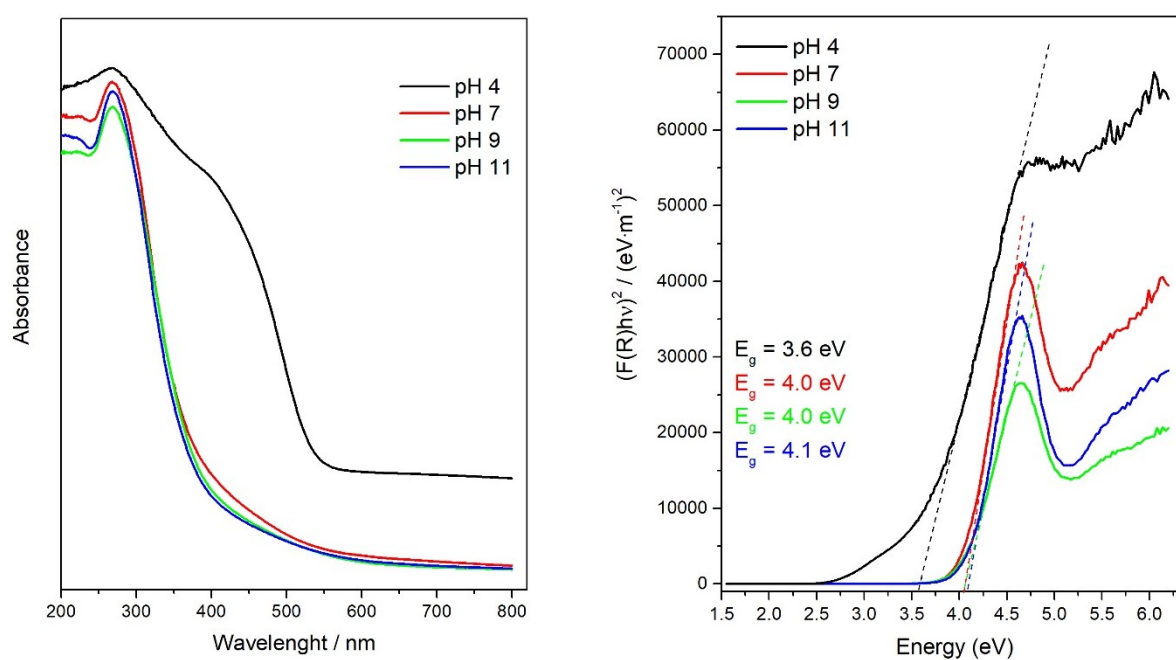 Absorbance
pH 4
pH 7
pH 9
pH 11
200 300 400 500 600 700 800
Wavelenght / nm
(F(R)hν)² / (eV·m⁻¹)²
70000
60000
50000
40000
30000
20000
10000
0
pH 4
pH 7
pH 9
pH 11
E_g = 3.6 eV
E_g = 4.0 eV
E_g = 4.0 eV
E_g = 4.1 eV
1.5 2.0 2.5 3.0 3.5 4.0 4.5 5.0 5.5 6.0
Energy (eV)